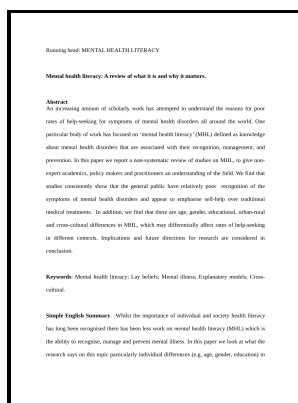 Running head: MENTAL HEALTH LITERACY
Mental health literacy: A review of what it is and why it matters.
Abstract
An increasing amount of scholarly work has attempted to understand the reasons for poor
rates of help-seeking for symptoms of mental health disorders all around the world. One
particular body of work has focused on ‘mental health literacy’ (MHL) defined as knowledge
about mental health disorders that are associated with their recognition, management, and
prevention. In this paper we report a non-systematic review of studies on MHL, to give non-
expert academics, policy makers and practitioners an understanding of the field. We find that
studies consistently show that the general public have relatively poor recognition of the
symptoms of mental health disorders and appear to emphasise self-help over traditional
medical treatments. In addition, we find that there are age, gender, educational, urban-rural
and cross-cultural differences in MHL, which may differentially affect rates of help-seeking
in different contexts. Implications and future directions for research are considered in
conclusion.
Keywords: Mental health literacy; Lay beliefs; Mental illness; Explanatory models; Cross-
cultural.
Simple English Summary. Whilst the importance of individual and society health literacy
has long been recognised there has been less work on mental health literacy (MHL) which is
the ability to recognise, manage and prevent mental illness. In this paper we look at what the
research says on this topic particularly individual differences (e.g. age, gender, education) in